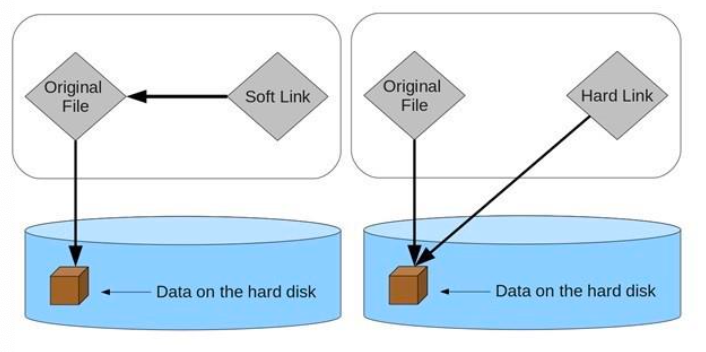 Original
File
Soft Link
Data on the hard disk
Original
File
Hard Link
Data on the hard disk